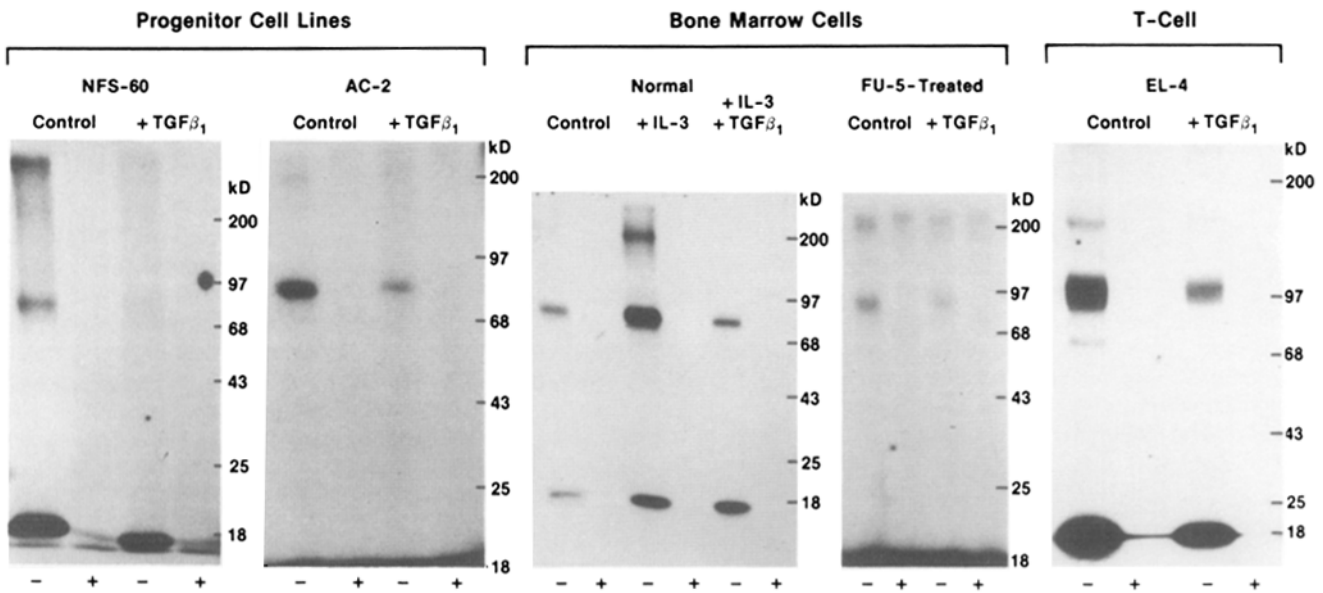 Progenitor Cell Lines
Bone Marrow Cells
T-Cell
NFS-60
AC-2
Normal
FU-5-Treated
EL-4
Control
+ TGFβ1
Control
+ TGFβ1
Control
+ IL-3
+ IL-3
+ TGFβ1
Control
+ TGFβ1
Control
+ TGFβ1
kD
200
97
68
43
25
18
kD
200
97
68
43
25
18
kD
200
97
68
43
25
18
kD
200
97
68
43
25
18
kD
200
97
68
43
25
18
− + − +
− + − +
− + − + − +
− + − +
− + − +